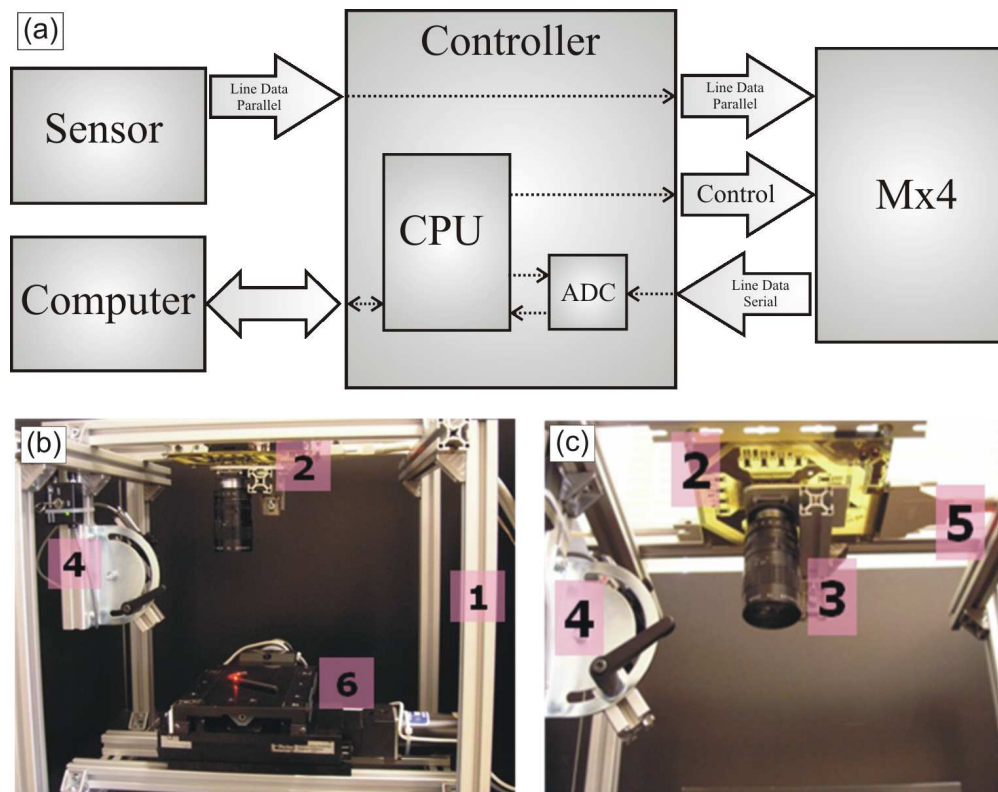 (a)
Controller
Sensor
Line Data
Parallel
Line Data
Parallel
Control
Mx4
CPU
Computer
ADC
Line Data
Serial
(b)
2
4
1
6
(c)
2
5
4
3